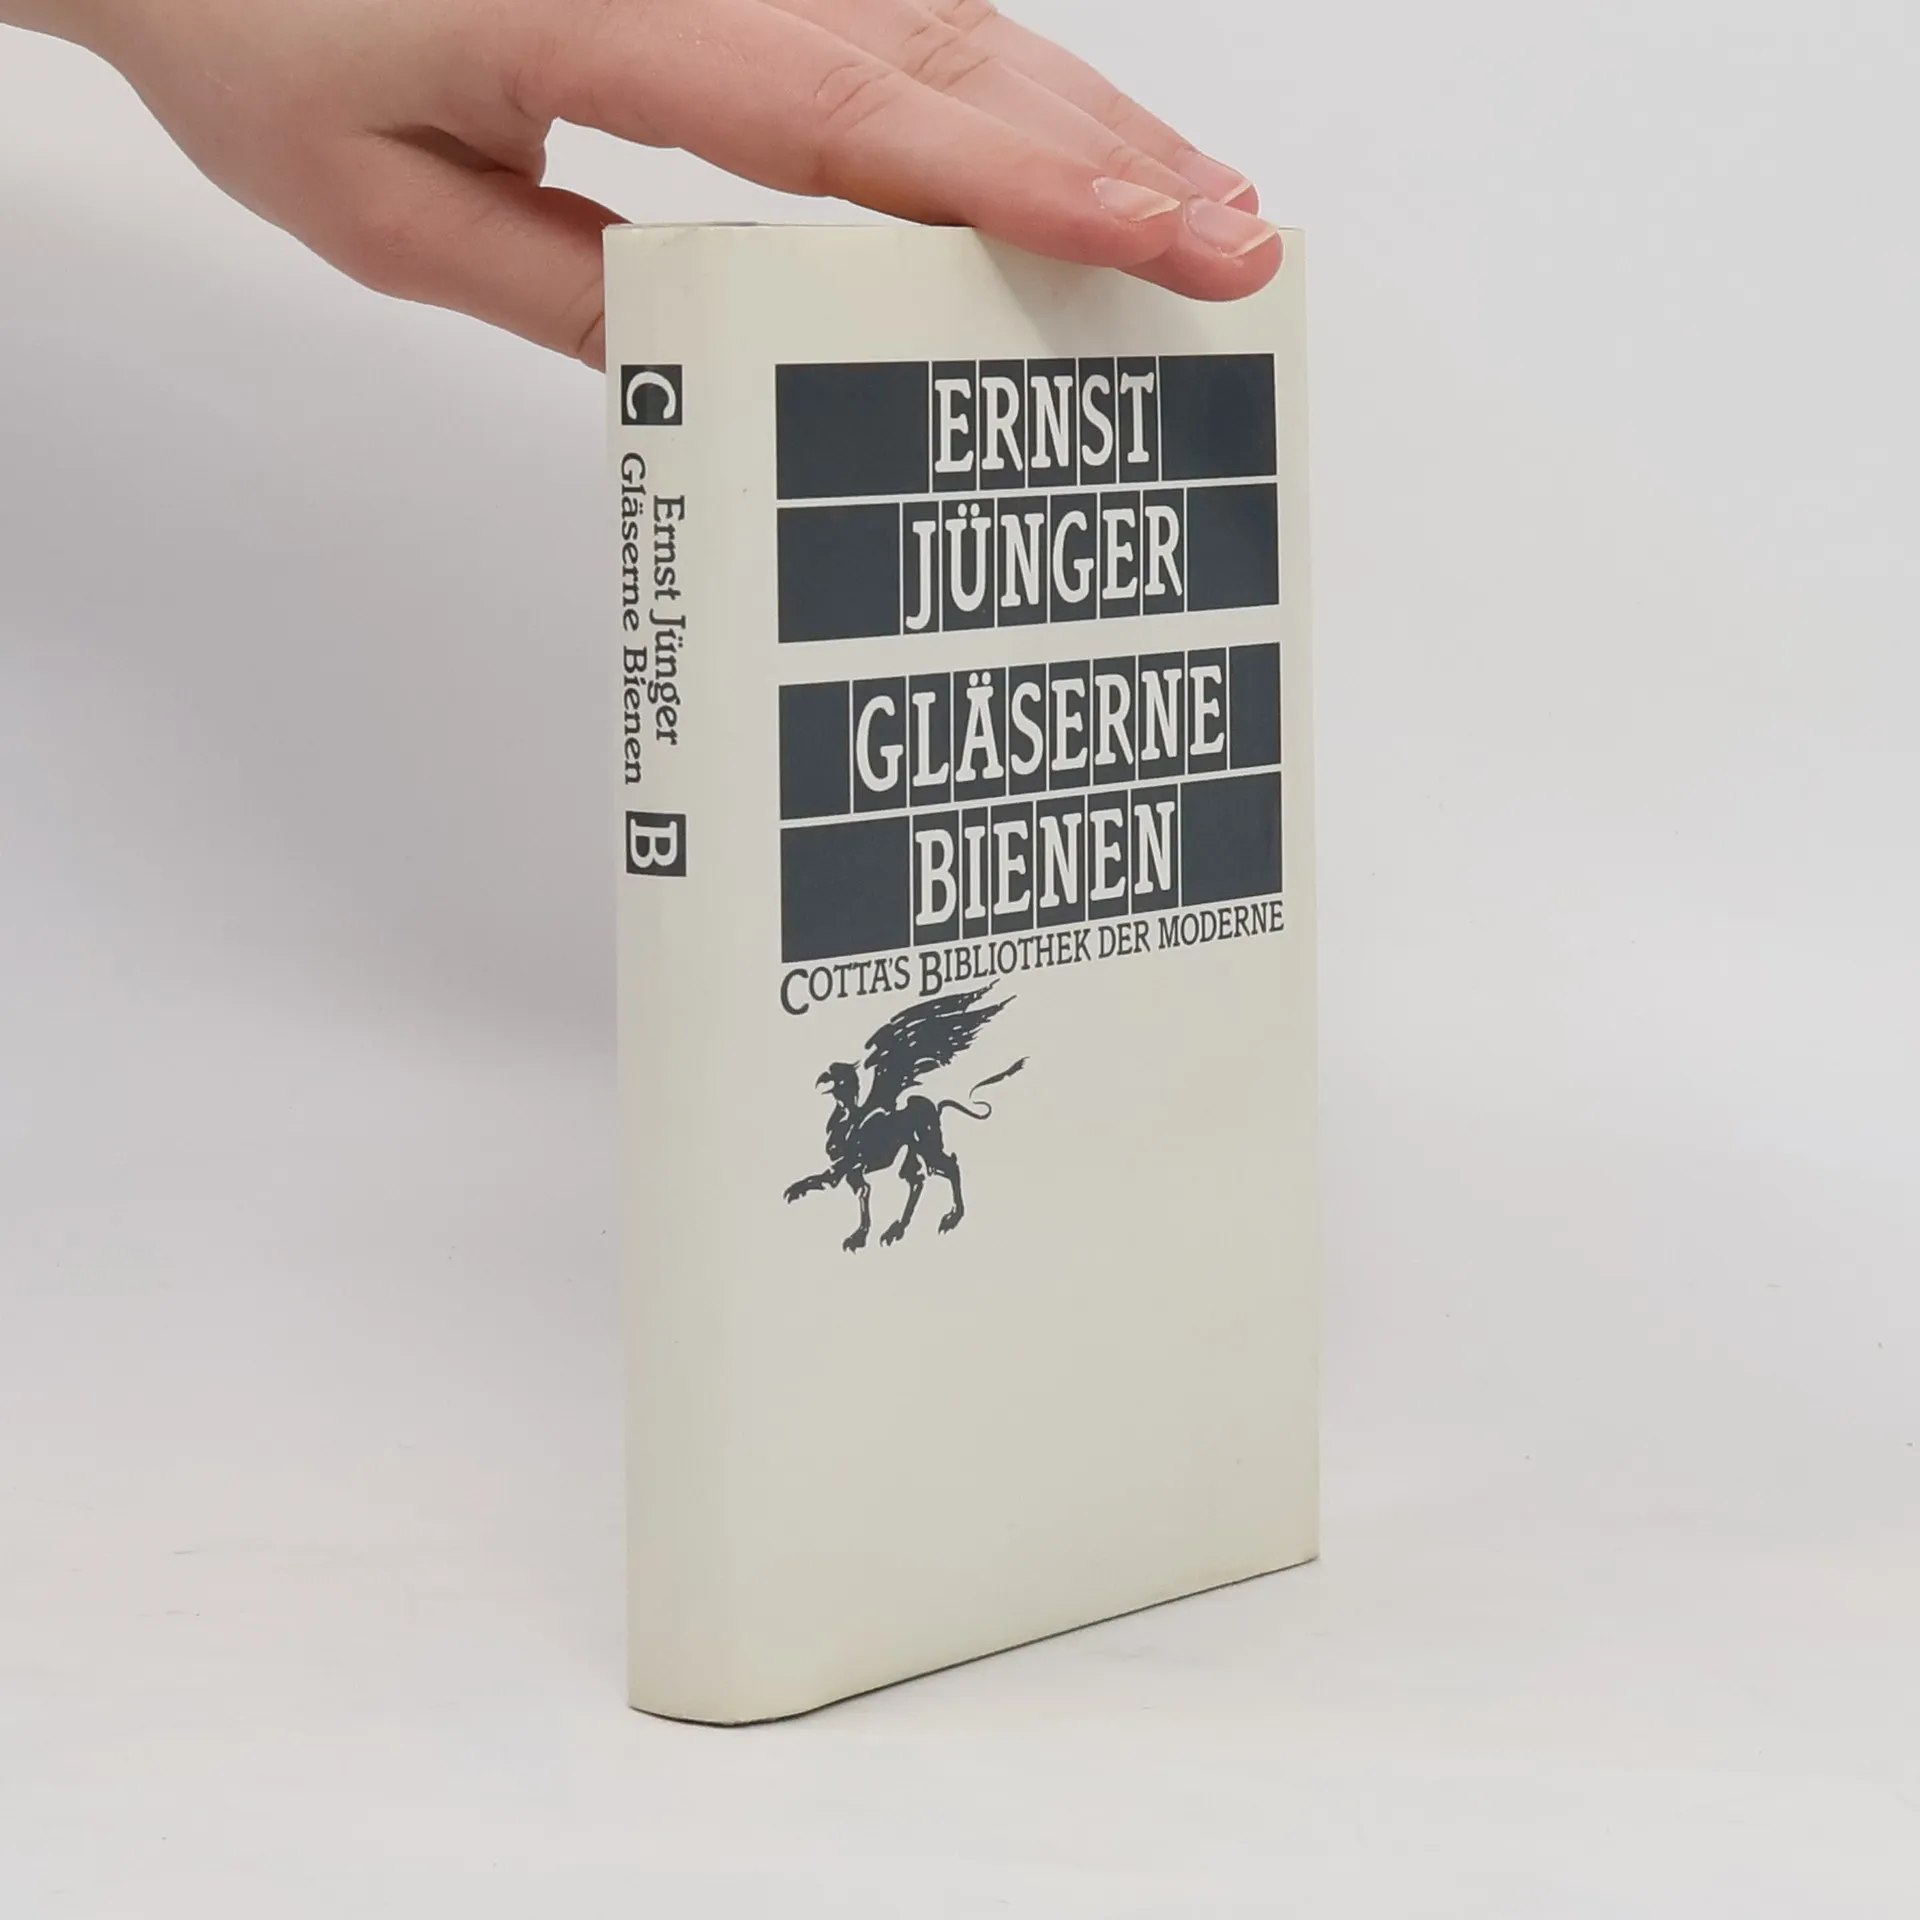 C
Ernst Jünger
Gläserne Bienen
B
ERNST
JÜNGER
GLÄSERNE
BIENEN
COTTA'S BIBLIOTHEK DER MODERNE